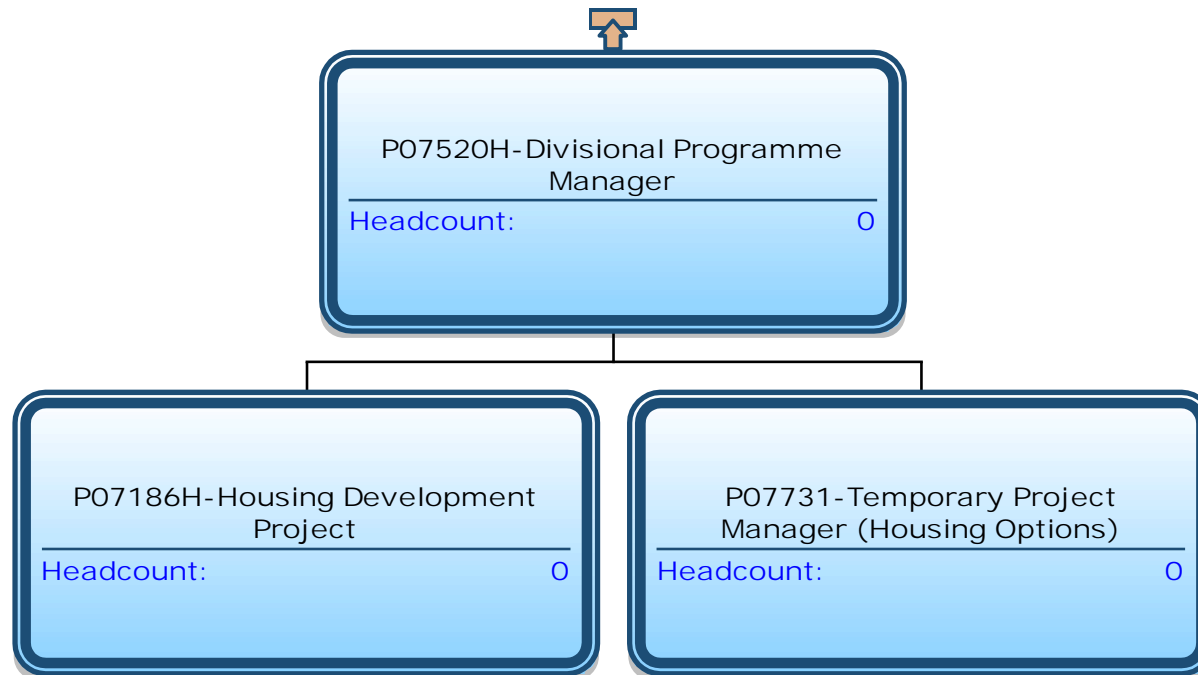 P07520H-Divisional Programme
Manager
Headcount: 0
P07186H-Housing Development
Project
Headcount: 0
P07731-Temporary Project
Manager (Housing Options)
Headcount: 0